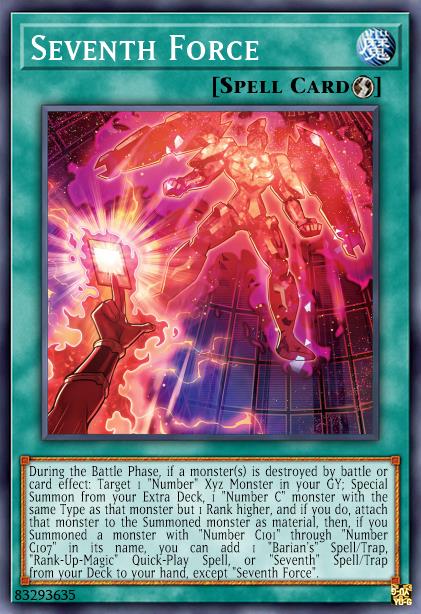 SEVENTH FORCE
[SPELL CARD]
During the Battle Phase, if a monster(s) is destroyed by battle or
card effect: Target 1 "Number" Xyz Monster in your GY; Special
Summon from your Extra Deck, 1 "Number C" monster with the
same Type as that monster but 1 Rank higher, and if you do, attach
that monster to the Summoned monster as material, then, if you
Summoned a monster with "Number C101" through "Number
C107" in its name, you can add 1 "Barian's" Spell/Trap,
"Rank-Up-Magic" Quick-Play Spell, or "Seventh" Spell/Trap
from your Deck to your hand, except "Seventh Force".
83293635